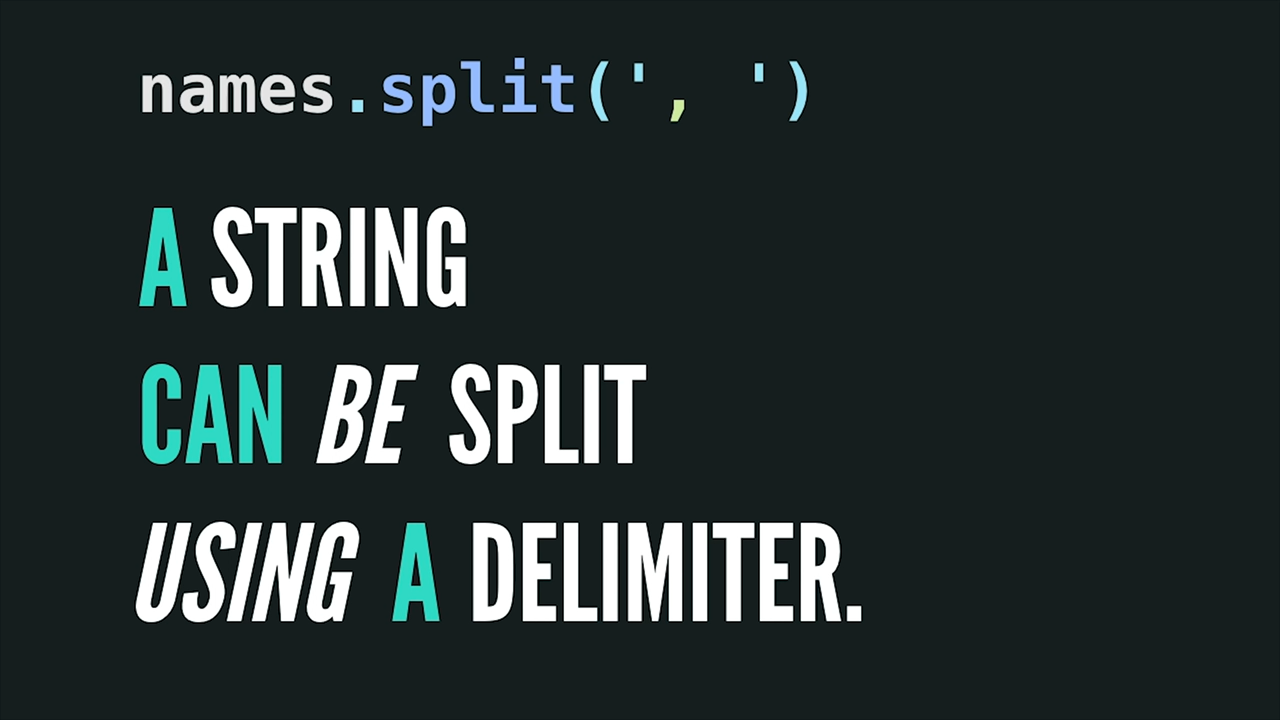 names.split(', ')
A STRING
CAN BE SPLIT
USING A DELIMITER.